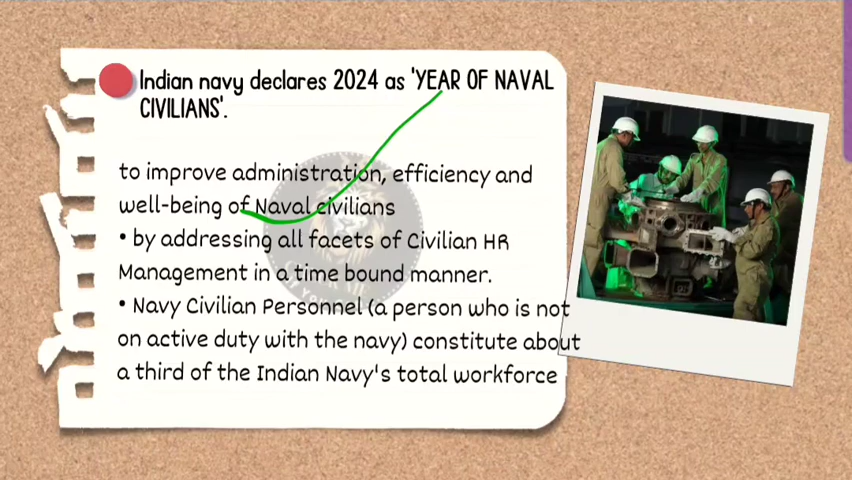 Indian navy declares 2024 as 'YEAR OF NAVAL
CIVILIANS'.
to improve administration, efficiency and
well-being of Naval civilians
• by addressing all facets of Civilian HR
Management in a time bound manner.
• Navy Civilian Personnel (a person who is not
on active duty with the navy) constitute about
a third of the Indian Navy's total workforce